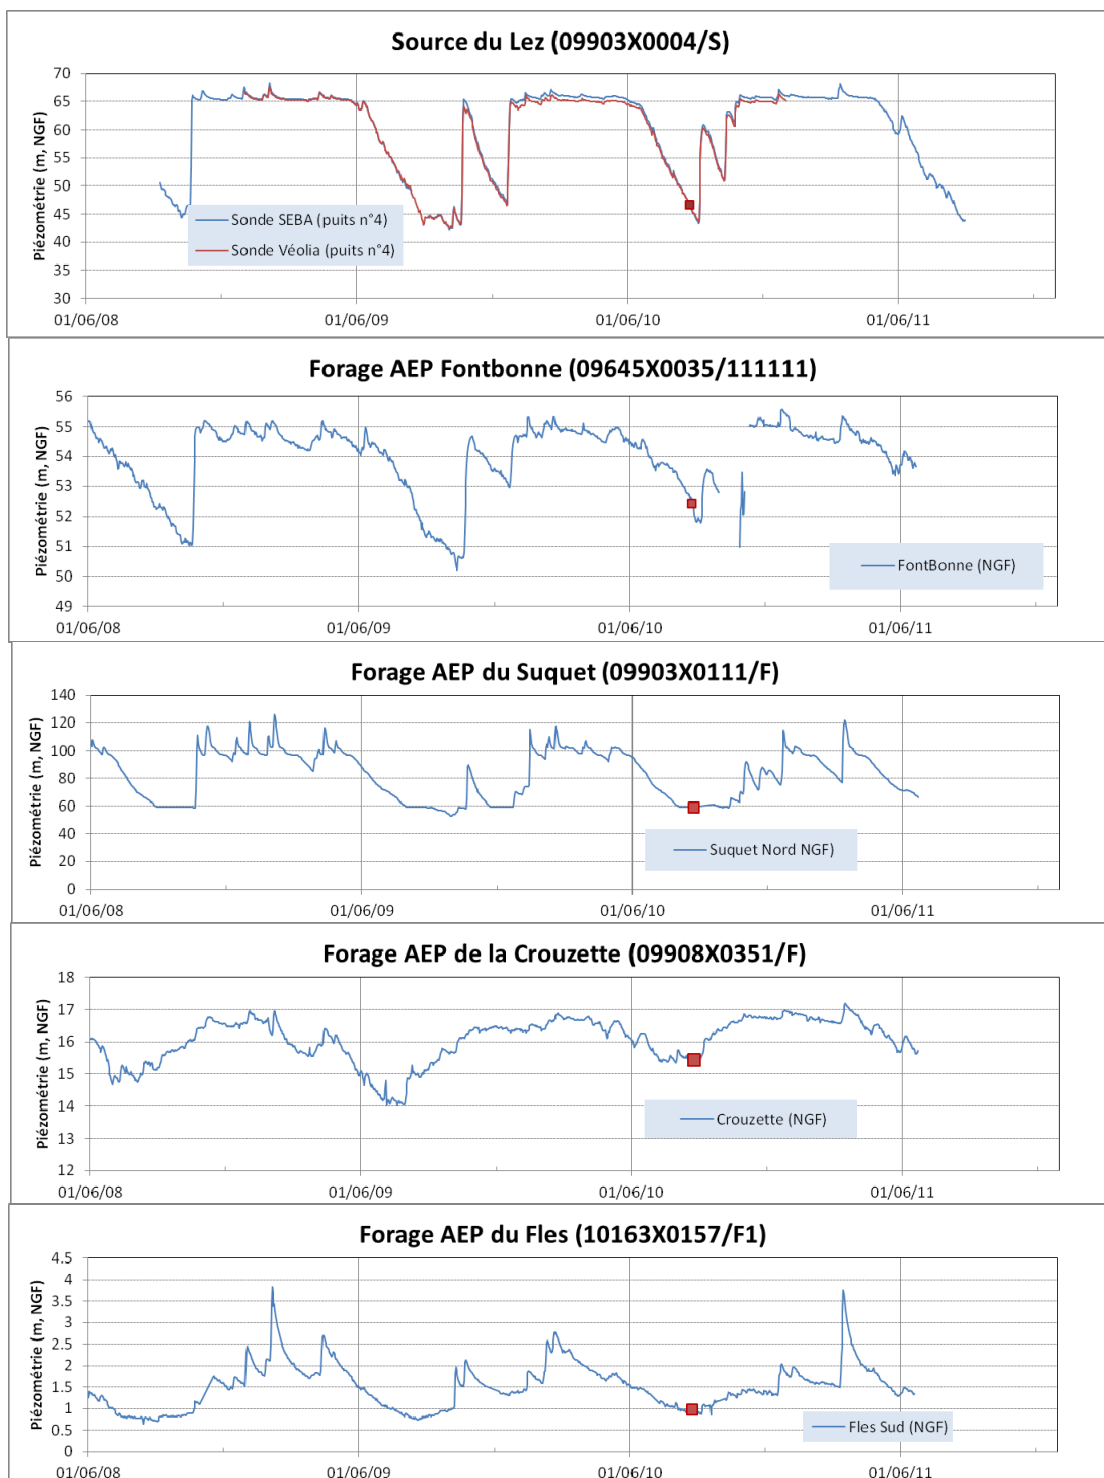 Source du Lez (09903X0004/S)
Piézométrie (m, NGF)
70
65
60
55
50
45
40
35
30
Sonde SEBA (puits n°4)
Sonde Véolia (puits n°4)
01/06/08 01/06/09 01/06/10 01/06/11
Forage AEP Fontbonne (09645X0035/111111)
Piézométrie (m, NGF)
56
55
54
53
52
51
50
49
FontBonne (NGF)
01/06/08 01/06/09 01/06/10 01/06/11
Forage AEP du Suquet (09903X0111/F)
Piézométrie (m, NGF)
140
120
100
80
60
40
20
0
Suquet Nord NGF)
01/06/08 01/06/09 01/06/10 01/06/11
Forage AEP de la Crouzette (09908X0351/F)
Piézométrie (m, NGF)
18
17
16
15
14
13
12
Crouzette (NGF)
01/06/08 01/06/09 01/06/10 01/06/11
Forage AEP du Fles (10163X0157/F1)
Piézométrie (m, NGF)
4.5
4
3.5
3
2.5
2
1.5
1
0.5
0
Fles Sud (NGF)
01/06/08 01/06/09 01/06/10 01/06/11